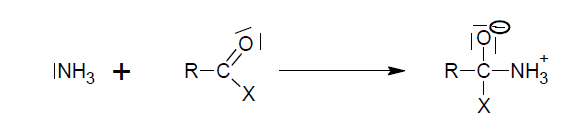 |NH₃ + R–C(=O)–X → R–C(–O⊖)(–X)–NH₃⁺